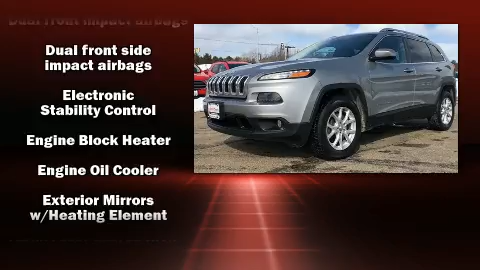 Dual front impact airbags
Dual front side
impact airbags
Electronic
Stability Control
Engine Block Heater
Engine Oil Cooler
Exterior Mirrors
w/Heating Element